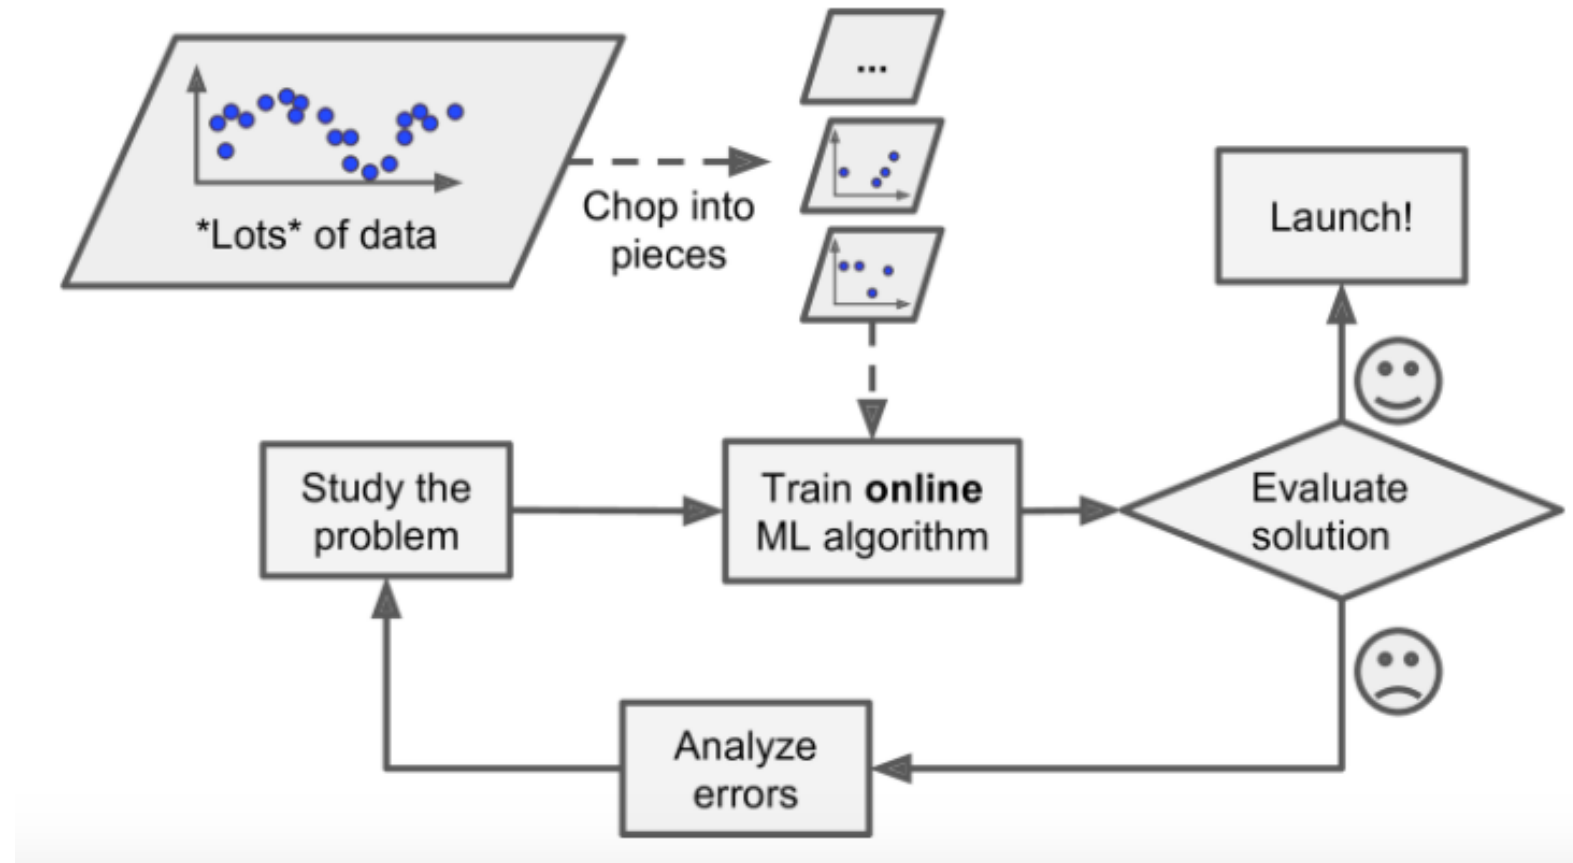 ...
*Lots* of data
Chop into
pieces
Launch!
Study the
problem
Train online
ML algorithm
Evaluate
solution
Analyze
errors